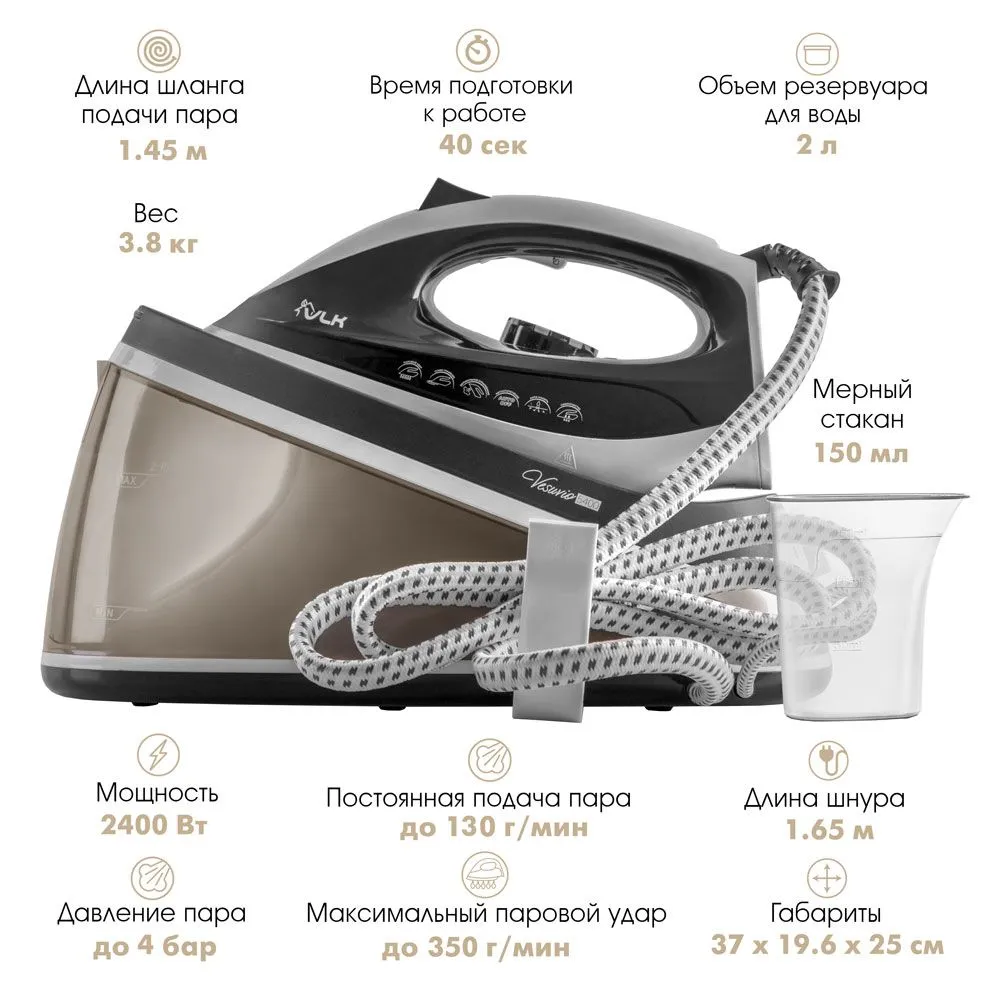 Длина шланга
подачи пара
1.45 м
Время подготовки
к работе
40 сек
Объем резервуара
для воды
2 л
Вес
3.8 кг
VLK
Vesuvio 5400
MAX
MIN
Мерный
стакан
150 мл
Мощность
2400 Вт
Постоянная подача пара
до 130 г/мин
Длина шнура
1.65 м
Давление пара
до 4 бар
Максимальный паровой удар
до 350 г/мин
Габариты
37 x 19.6 x 25 см